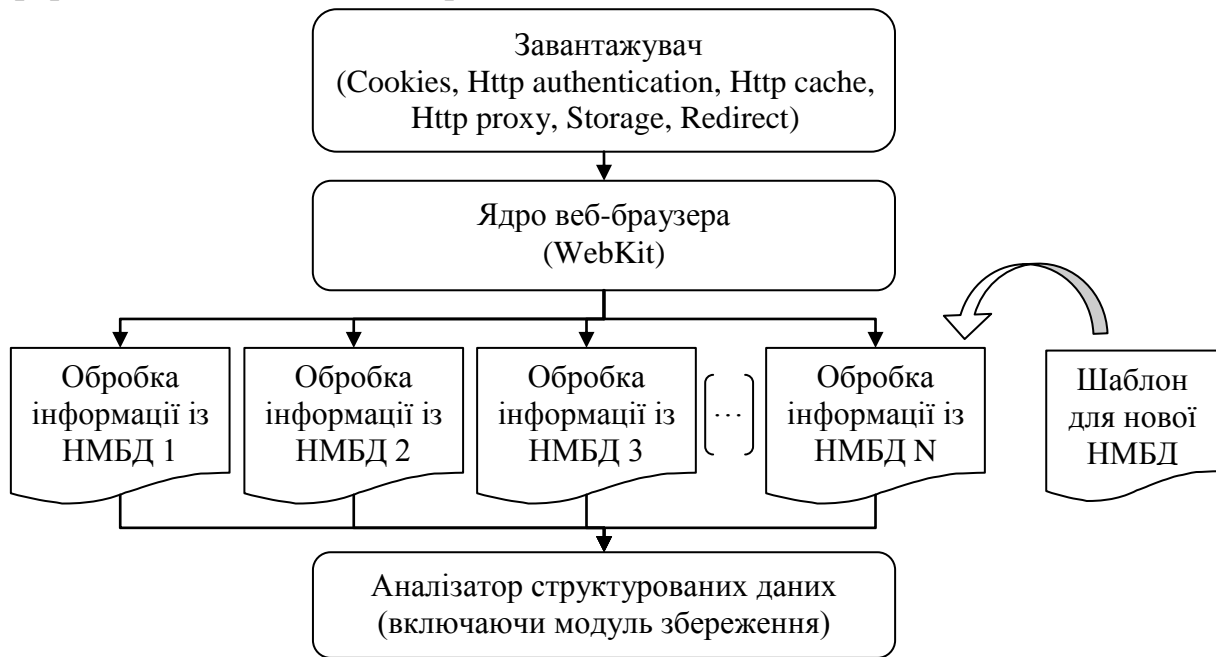 Завантажувач
(Cookies, Http authentication, Http cache,
Http proxy, Storage, Redirect)
Ядро веб-браузера
(WebKit)
Обробка
інформації із
НМБД 1
Обробка
інформації із
НМБД 2
Обробка
інформації із
НМБД 3
...
Обробка
інформації із
НМБД N
Шаблон
для нової
НМБД
Аналізатор структурованих даних
(включаючи модуль збереження)